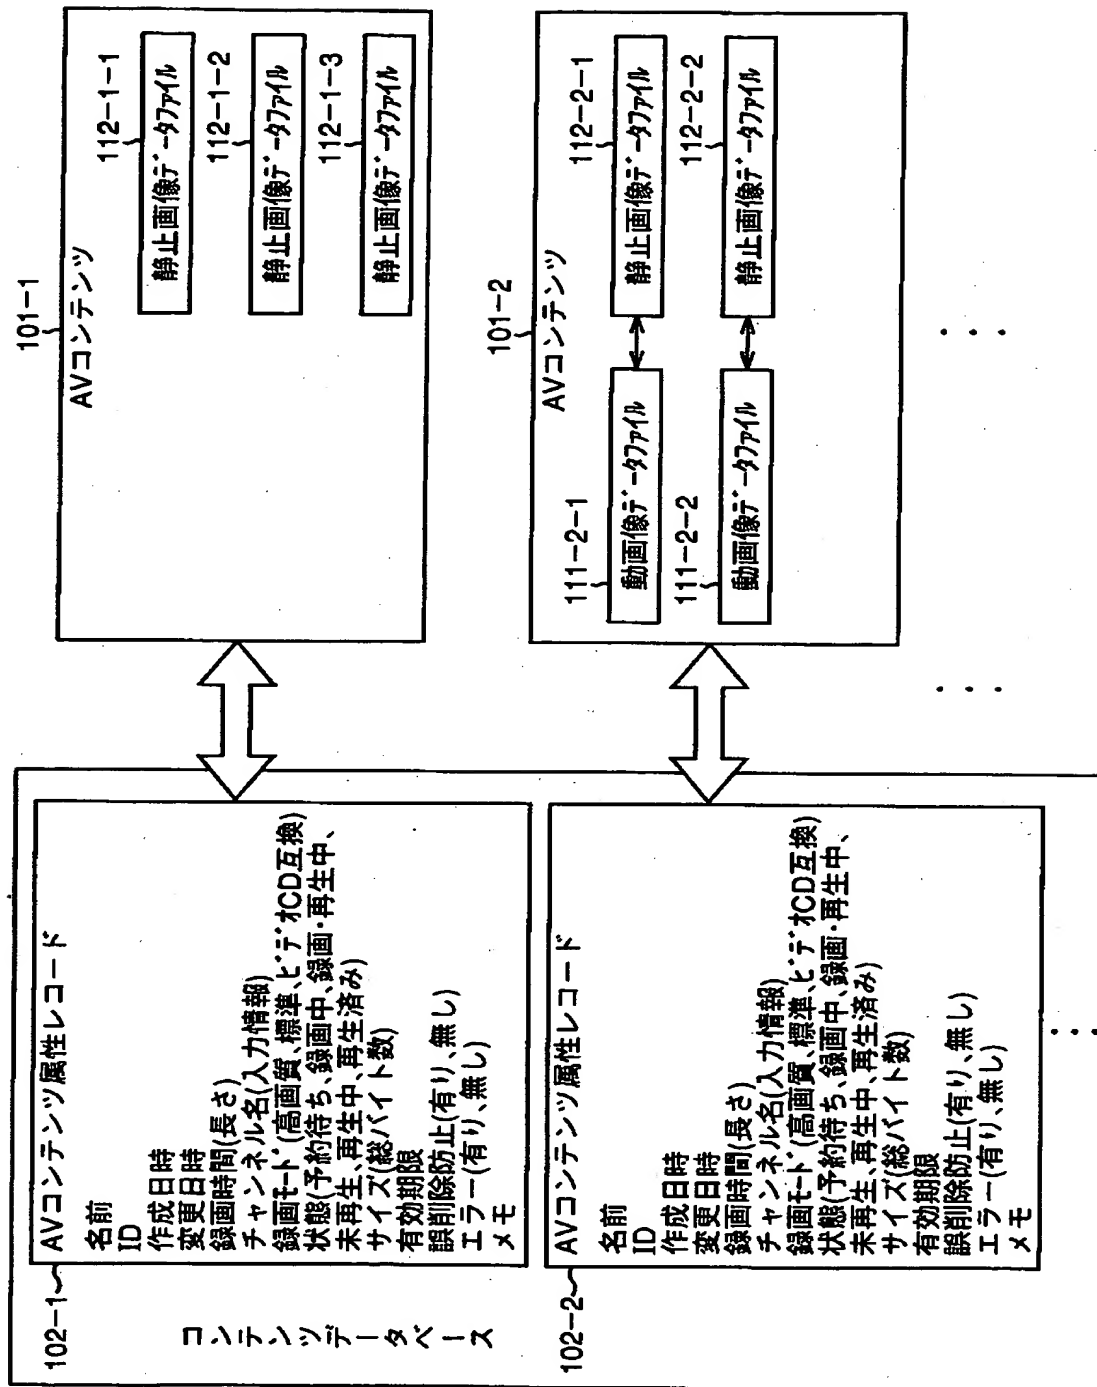 コンテンツデータベース
102-1
AVコンテンツ属性レコード
名前
ID
作成日時
変更日時
録画時間(長さ)
チャンネル名(入力情報)
録画ﾓｰﾄﾞ(高画質、標準、ﾋﾞﾃﾞｵCD互換)
状態(予約待ち、録画中、録画・再生中、
未再生、再生中、再生済み)
サイズ(総バイト数)
有効期限
誤削除防止(有り、無し)
エラー(有り、無し)
メモ
101-1
AVコンテンツ
112-1-1
静止画像ﾃﾞｰﾀﾌｧｲﾙ
112-1-2
静止画像ﾃﾞｰﾀﾌｧｲﾙ
112-1-3
静止画像ﾃﾞｰﾀﾌｧｲﾙ
102-2
AVコンテンツ属性レコード
名前
ID
作成日時
変更日時
録画時間(長さ)
チャンネル名(入力情報)
録画ﾓｰﾄﾞ(高画質、標準、ﾋﾞﾃﾞｵCD互換)
状態(予約待ち、録画中、録画・再生中、
未再生、再生中、再生済み)
サイズ(総バイト数)
有効期限
誤削除防止(有り、無し)
エラー(有り、無し)
メモ
101-2
AVコンテンツ
111-2-1
動画像ﾃﾞｰﾀﾌｧｲﾙ
112-2-1
静止画像ﾃﾞｰﾀﾌｧｲﾙ
111-2-2
動画像ﾃﾞｰﾀﾌｧｲﾙ
112-2-2
静止画像ﾃﾞｰﾀﾌｧｲﾙ